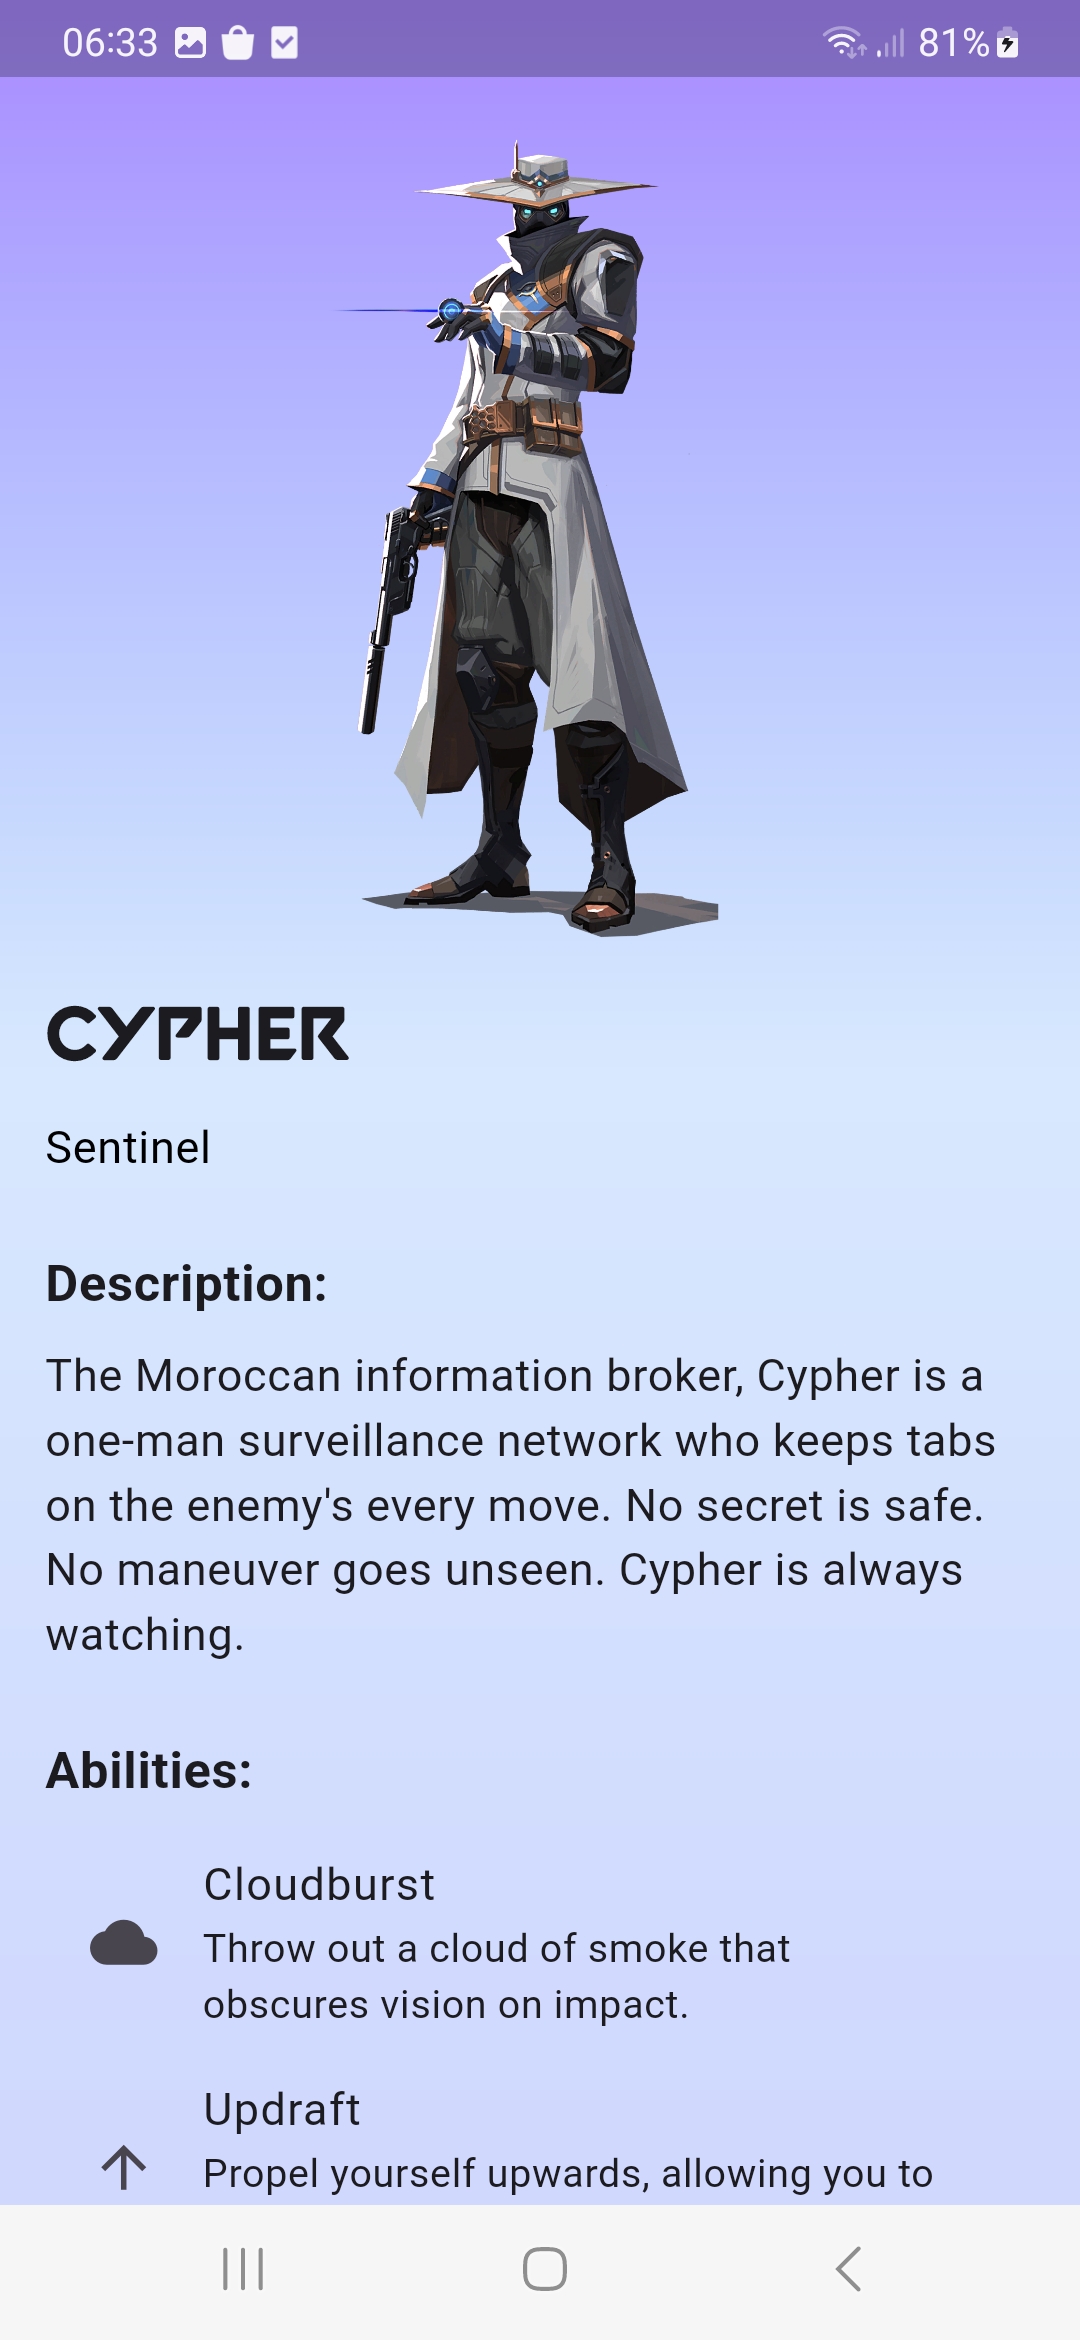 06:33
81%
CYPHER
Sentinel
Description:
The Moroccan information broker, Cypher is a
one-man surveillance network who keeps tabs
on the enemy's every move. No secret is safe.
No maneuver goes unseen. Cypher is always
watching.
Abilities:
Cloudburst
Throw out a cloud of smoke that
obscures vision on impact.
Updraft
Propel yourself upwards, allowing you to